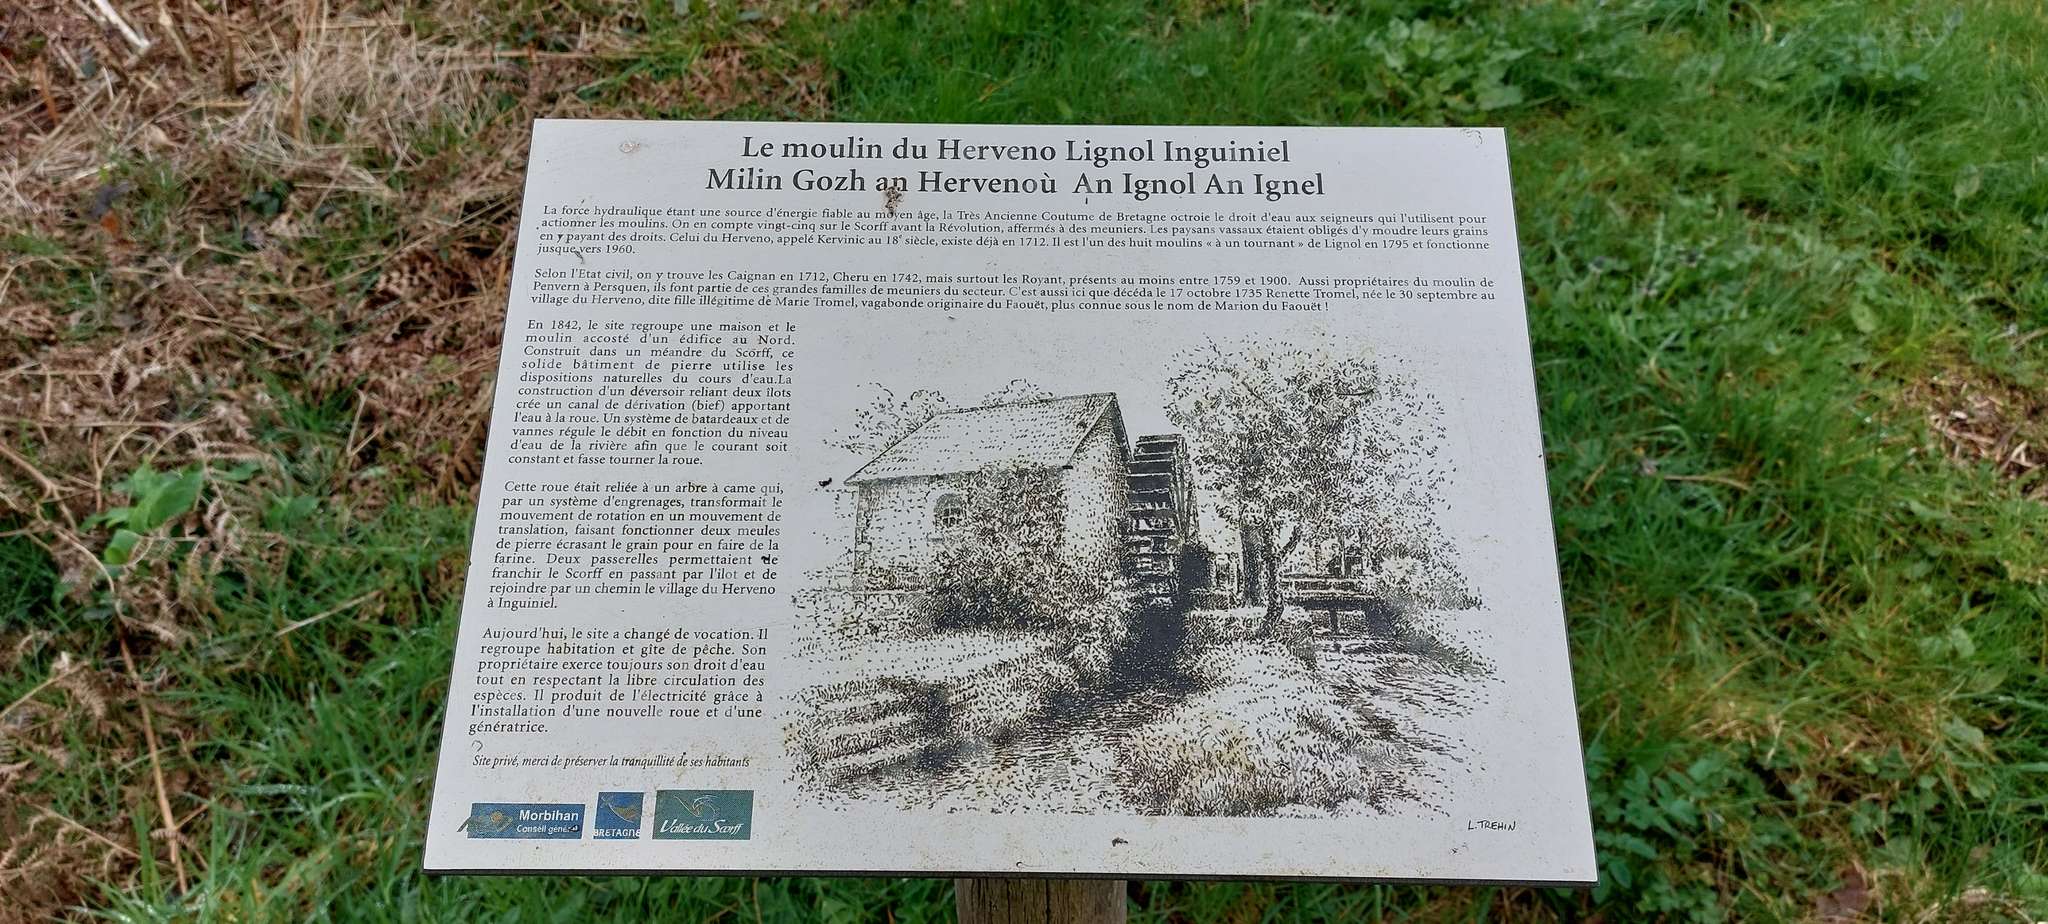 Le moulin du Herveno Lignol Inguiniel
Milin Gozh an Hervenoù An Ignol An Ignel
La force hydraulique étant une source d'énergie fiable au moyen âge, la Très Ancienne Coutume de Bretagne octroie le droit d'eau aux seigneurs qui l'utilisent pour
actionner les moulins. On en compte vingt-cinq sur le Scorff avant la Révolution, affermés à des meuniers. Les paysans vassaux étaient obligés d'y moudre leurs grains
en y payant des droits. Celui du Herveno, appelé Kervinic au 18e siècle, existe déjà en 1712. Il est l'un des huit moulins « à un tournant » de Lignol en 1795 et fonctionne
jusque vers 1960.
Selon l'Etat civil, on y trouve les Caignan en 1712, Cheru en 1742, mais surtout les Royant, présents au moins entre 1759 et 1900. Aussi propriétaires du moulin de
Penvern à Persquen, ils font partie de ces grandes familles de meuniers du secteur. C'est aussi ici que décéda le 17 octobre 1735 Renette Tromel, née le 30 septembre au
village du Herveno, dite fille illégitime de Marie Tromel, vagabonde originaire du Faouët, plus connue sous le nom de Marion du Faouët !
En 1842, le site regroupe une maison et le
moulin accosté d'un édifice au Nord.
Construit dans un méandre du Scorff, ce
solide bâtiment de pierre utilise les
dispositions naturelles du cours d'eau.La
construction d'un déversoir reliant deux îlots
crée un canal de dérivation (bief) apportant
l'eau à la roue. Un système de batardeaux et de
vannes régule le débit en fonction du niveau
d'eau de la rivière afin que le courant soit
constant et fasse tourner la roue.
Cette roue était reliée à un arbre à came qui,
par un système d'engrenages, transformait le
mouvement de rotation en un mouvement de
translation, faisant fonctionner deux meules
de pierre écrasant le grain pour en faire de la
farine. Deux passerelles permettaient de
franchir le Scorff en passant par l'îlot et de
rejoindre par un chemin le village du Herveno
à Inguiniel.
Aujourd'hui, le site a changé de vocation. Il
regroupe habitation et gîte de pêche. Son
propriétaire exerce toujours son droit d'eau
tout en respectant la libre circulation des
espèces. Il produit de l'électricité grâce à
l'installation d'une nouvelle roue et d'une
génératrice.
Site privé, merci de préserver la tranquillité de ses habitants
Morbihan
Conseil général
BRETAGNE
Vallée du Scorff
L. TREHIN